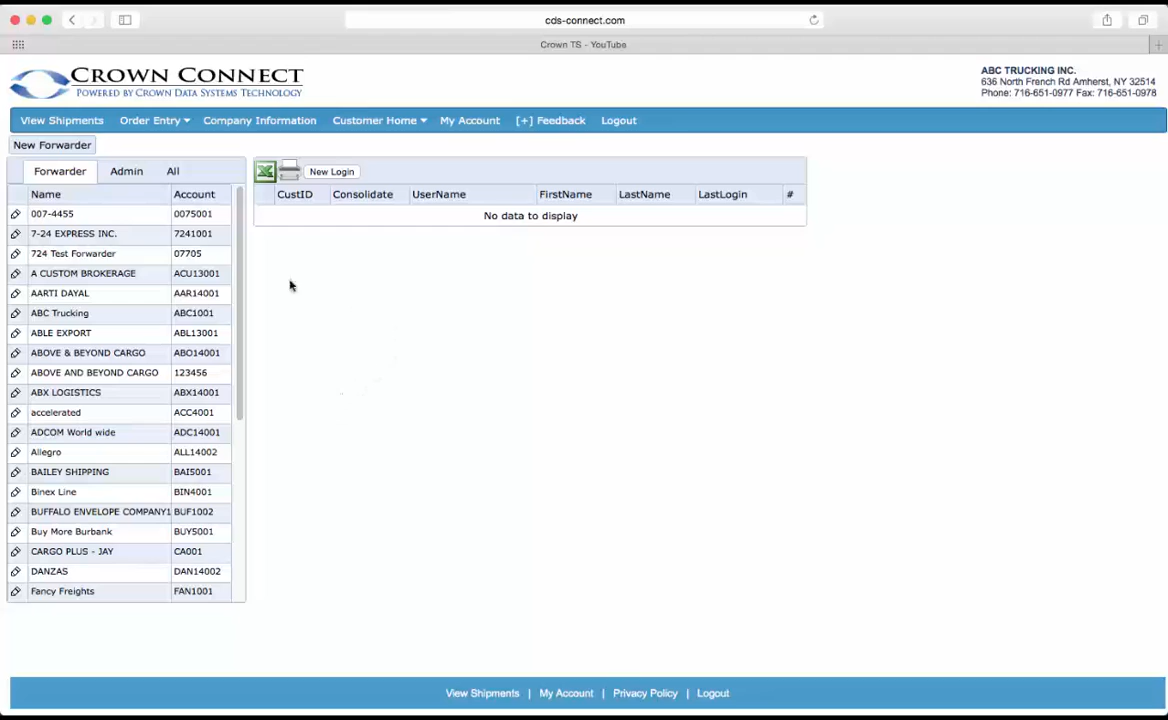 cds-connect.com
Crown TS - YouTube
CROWN CONNECT
POWERED BY CROWN DATA SYSTEMS TECHNOLOGY
ABC TRUCKING INC.
636 North French Rd Amherst, NY 32514
Phone: 716-651-0977 Fax: 716-651-0978
View Shipments Order Entry Company Information Customer Home My Account [+] Feedback Logout
New Forwarder
Forwarder Admin All
New Login
Name Account
CustID Consolidate UserName FirstName LastName LastLogin #
No data to display
007-4455 0075001
7-24 EXPRESS INC. 7241001
724 Test Forwarder 07705
A CUSTOM BROKERAGE ACU13001
AARTI DAYAL AAR14001
ABC Trucking ABC1001
ABLE EXPORT ABL13001
ABOVE & BEYOND CARGO ABO14001
ABOVE AND BEYOND CARGO 123456
ABX LOGISTICS ABX14001
accelerated ACC4001
ADCOM World wide ADC14001
Allegro ALL14002
BAILEY SHIPPING BAI5001
Binex Line BIN4001
BUFFALO ENVELOPE COMPANY1 BUF1002
Buy More Burbank BUY5001
CARGO PLUS - JAY CA001
DANZAS DAN14002
Fancy Freights FAN1001
View Shipments | My Account | Privacy Policy | Logout